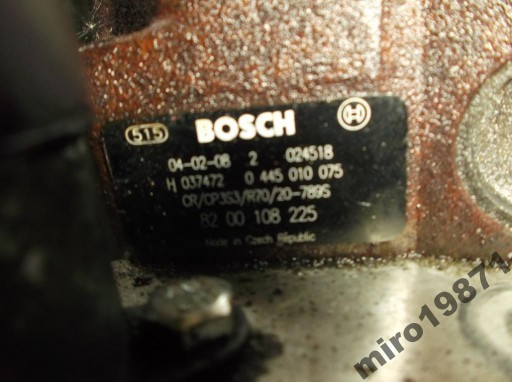 515 BOSCH
04-02-08 2 024518
H 037472 0 445 010 075
CR/CP3S3/R70/20-789S
82 00 108 225
Made in Czech Republic
miro19871